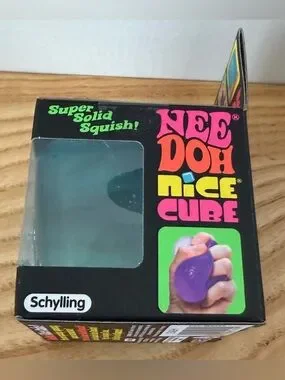 Super
Solid
Squish!
NEE®
DOH
NiCE®
CUBE
Schylling